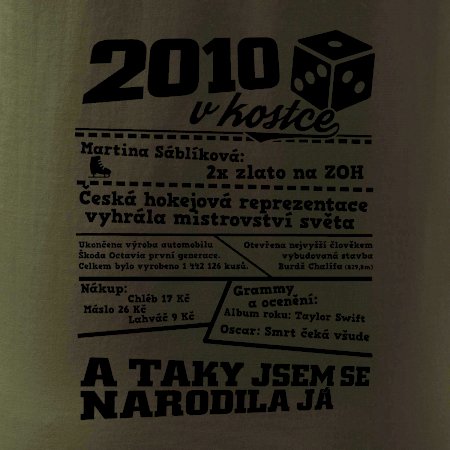 2010
v kostce
Martina Sáblíková:
2x zlato na ZOH
Česká hokejová reprezentace
vyhrála mistrovství světa
Ukončena výroba automobilu
Škoda Octavia první generace.
Celkem bylo vyrobeno 1 442 126 kusů.
Otevřena nejvyšší člověkem
vybudovaná stavba
Burdž Chalífa (829,8m)
Nákup:
Chléb 17 Kč
Máslo 26 Kč
Lahváč 9 Kč
Grammy
a ocenění:
Album roku: Taylor Swift
Oscar: Smrt čeká všude
A TAKY JSEM SE
NARODILA JÁ